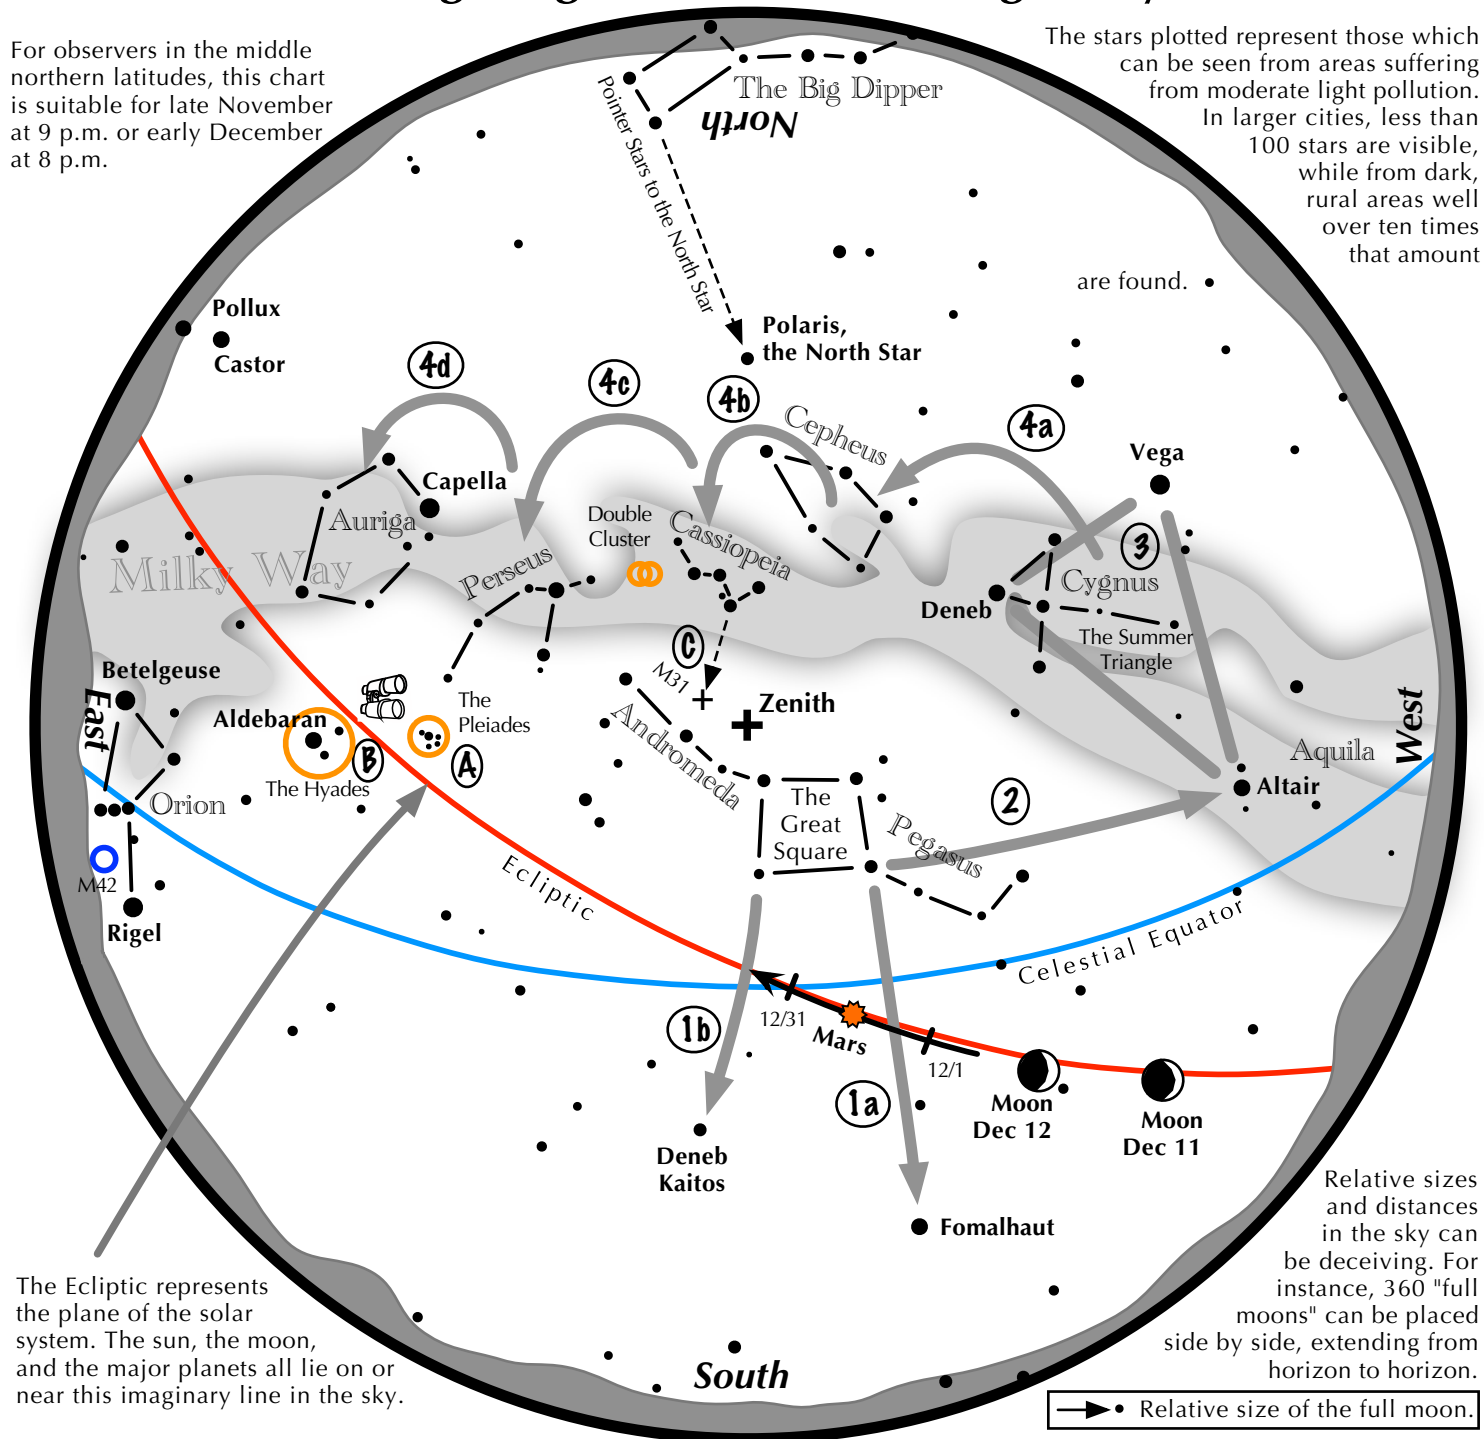 For observers in the middle
northern latitudes, this chart
is suitable for late November
at 9 p.m. or early December
at 8 p.m.
The stars plotted represent those which
can be seen from areas suffering
from moderate light pollution.
In larger cities, less than
100 stars are visible,
while from dark,
rural areas well
over ten times
that amount
are found.
The Big Dipper
North
Pointer Stars to the North Star
Pollux
Castor
Polaris,
the North Star
4d
4c
4b
4a
Cepheus
Vega
Capella
Auriga
Double
Cluster
Cassiopeia
3
Milky Way
Perseus
Cygnus
Deneb
The Summer
Triangle
C
M31
Betelgeuse
East
Aldebaran
The
Pleiades
Zenith
West
Andromeda
Aquila
B
A
The Hyades
Altair
Orion
The
Great
Square
2
Pegasus
M42
Ecliptic
Rigel
Celestial Equator
1b
12/31
Mars
12/1
1a
Moon
Dec 12
Moon
Dec 11
Deneb
Kaitos
Fomalhaut
The Ecliptic represents
the plane of the solar
system. The sun, the moon,
and the major planets all lie on or
near this imaginary line in the sky.
South
Relative sizes
and distances
in the sky can
be deceiving. For
instance, 360 "full
moons" can be placed
side by side, extending from
horizon to horizon.
Relative size of the full moon.